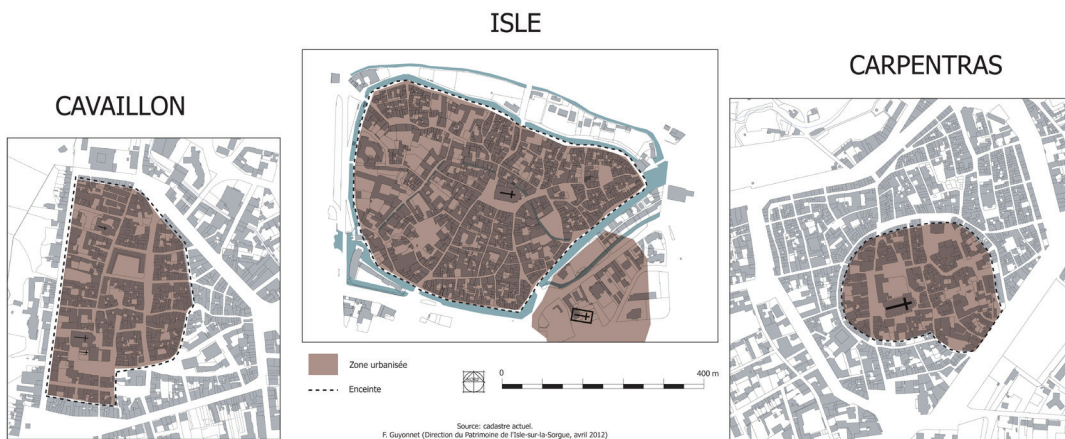 ISLE
CAVAILLON
CARPENTRAS
Zone urbanisée
Enceinte
0
400 m
Source: cadastre actuel.
F. Guyonnet (Direction du Patrimoine de l'Isle-sur-la-Sorgue, avril 2012)